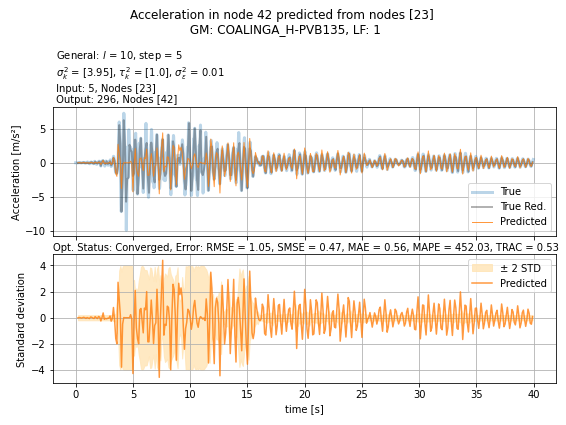 Acceleration in node 42 predicted from nodes [23]
GM: COALINGA_H-PVB135, LF: 1
General: l = 10, step = 5
σ²ₖ = [3.95], τ²ₖ = [1.0], σ²ε = 0.01
Input: 5, Nodes [23]
Output: 296, Nodes [42]
Acceleration [m/s²]
5
0
−5
−10
True
True Red.
Predicted
Opt. Status: Converged, Error: RMSE = 1.05, SMSE = 0.47, MAE = 0.56, MAPE = 452.03, TRAC = 0.53
Standard deviation
4
2
0
−2
−4
± 2 STD
Predicted
0 5 10 15 20 25 30 35 40
time [s]